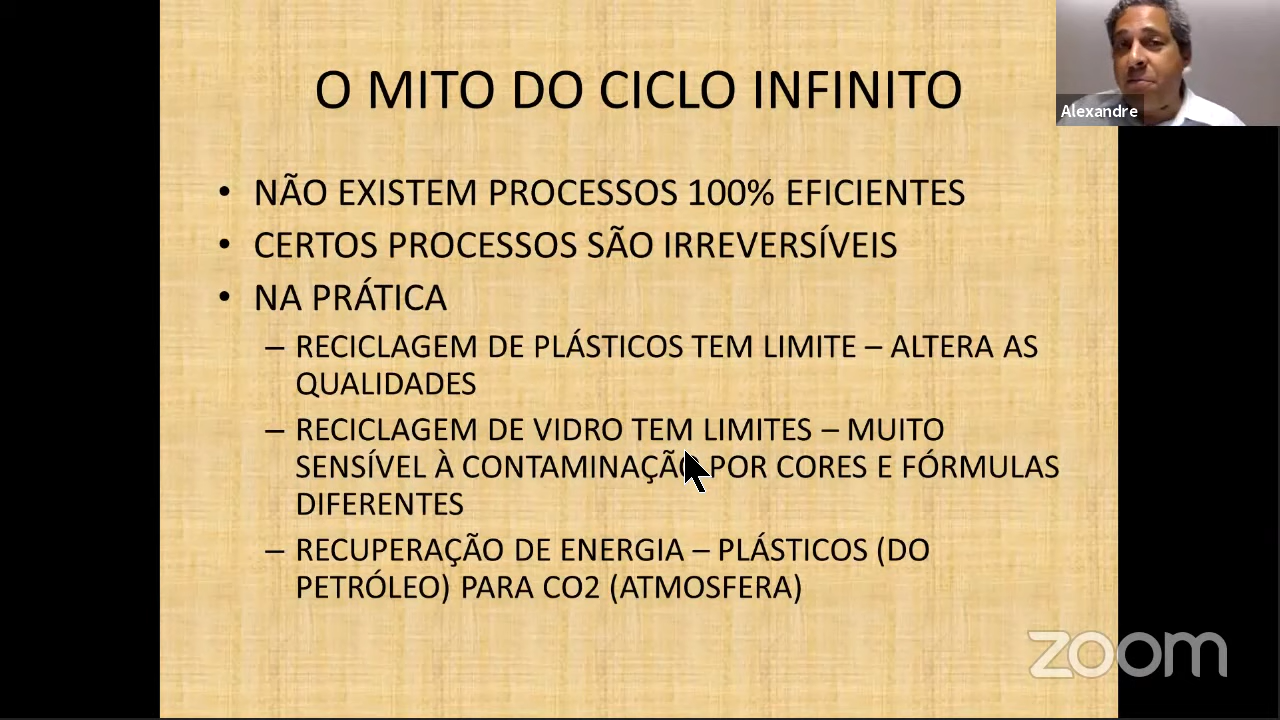 O MITO DO CICLO INFINITO
Alexandre
• NÃO EXISTEM PROCESSOS 100% EFICIENTES
• CERTOS PROCESSOS SÃO IRREVERSÍVEIS
• NA PRÁTICA
– RECICLAGEM DE PLÁSTICOS TEM LIMITE – ALTERA AS
QUALIDADES
– RECICLAGEM DE VIDRO TEM LIMITES – MUITO
SENSÍVEL À CONTAMINAÇÃO POR CORES E FÓRMULAS
DIFERENTES
– RECUPERAÇÃO DE ENERGIA – PLÁSTICOS (DO
PETRÓLEO) PARA CO2 (ATMOSFERA)
zoom